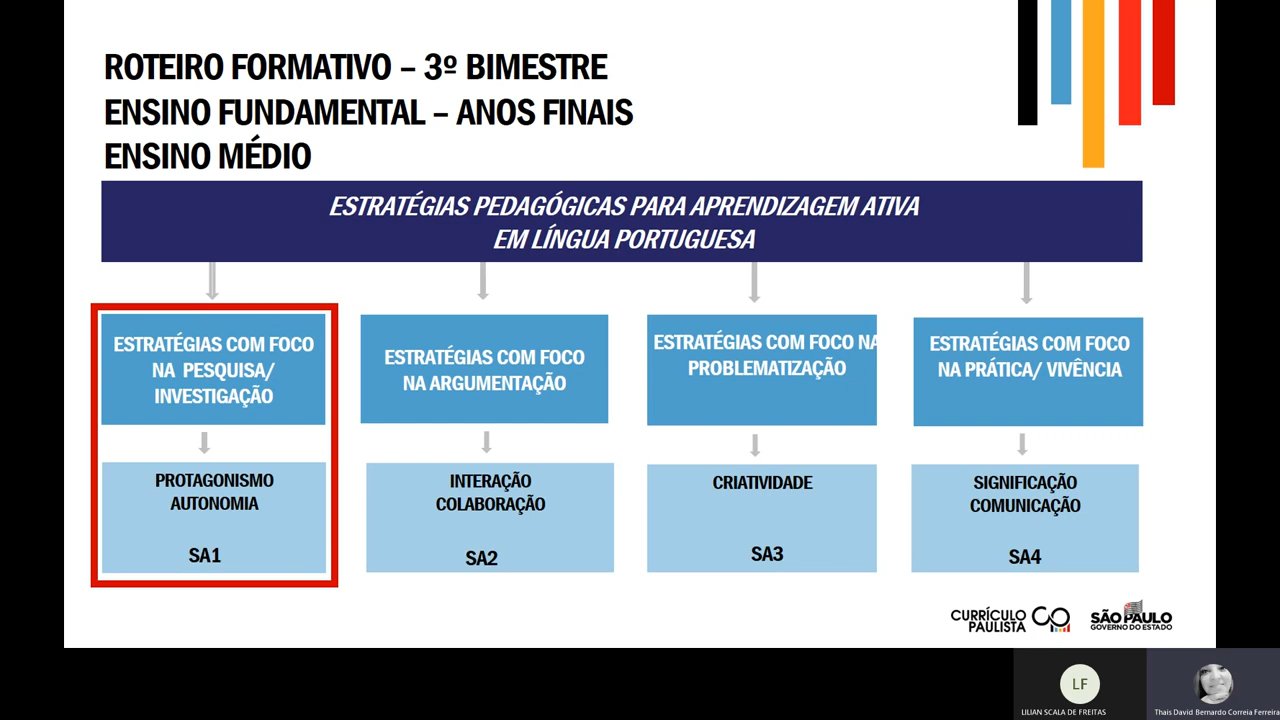 ROTEIRO FORMATIVO – 3º BIMESTRE
ENSINO FUNDAMENTAL – ANOS FINAIS
ENSINO MÉDIO
ESTRATÉGIAS PEDAGÓGICAS PARA APRENDIZAGEM ATIVA
EM LÍNGUA PORTUGUESA
ESTRATÉGIAS COM FOCO
NA PESQUISA/
INVESTIGAÇÃO
PROTAGONISMO
AUTONOMIA
SA1
ESTRATÉGIAS COM FOCO
NA ARGUMENTAÇÃO
INTERAÇÃO
COLABORAÇÃO
SA2
ESTRATÉGIAS COM FOCO NA
PROBLEMATIZAÇÃO
CRIATIVIDADE
SA3
ESTRATÉGIAS COM FOCO
NA PRÁTICA/ VIVÊNCIA
SIGNIFICAÇÃO
COMUNICAÇÃO
SA4
CURRÍCULO
PAULISTA
SÃO PAULO
GOVERNO DO ESTADO
LF
LILIAN SCALA DE FREITAS
Thais David Bernardo Correia Ferreira